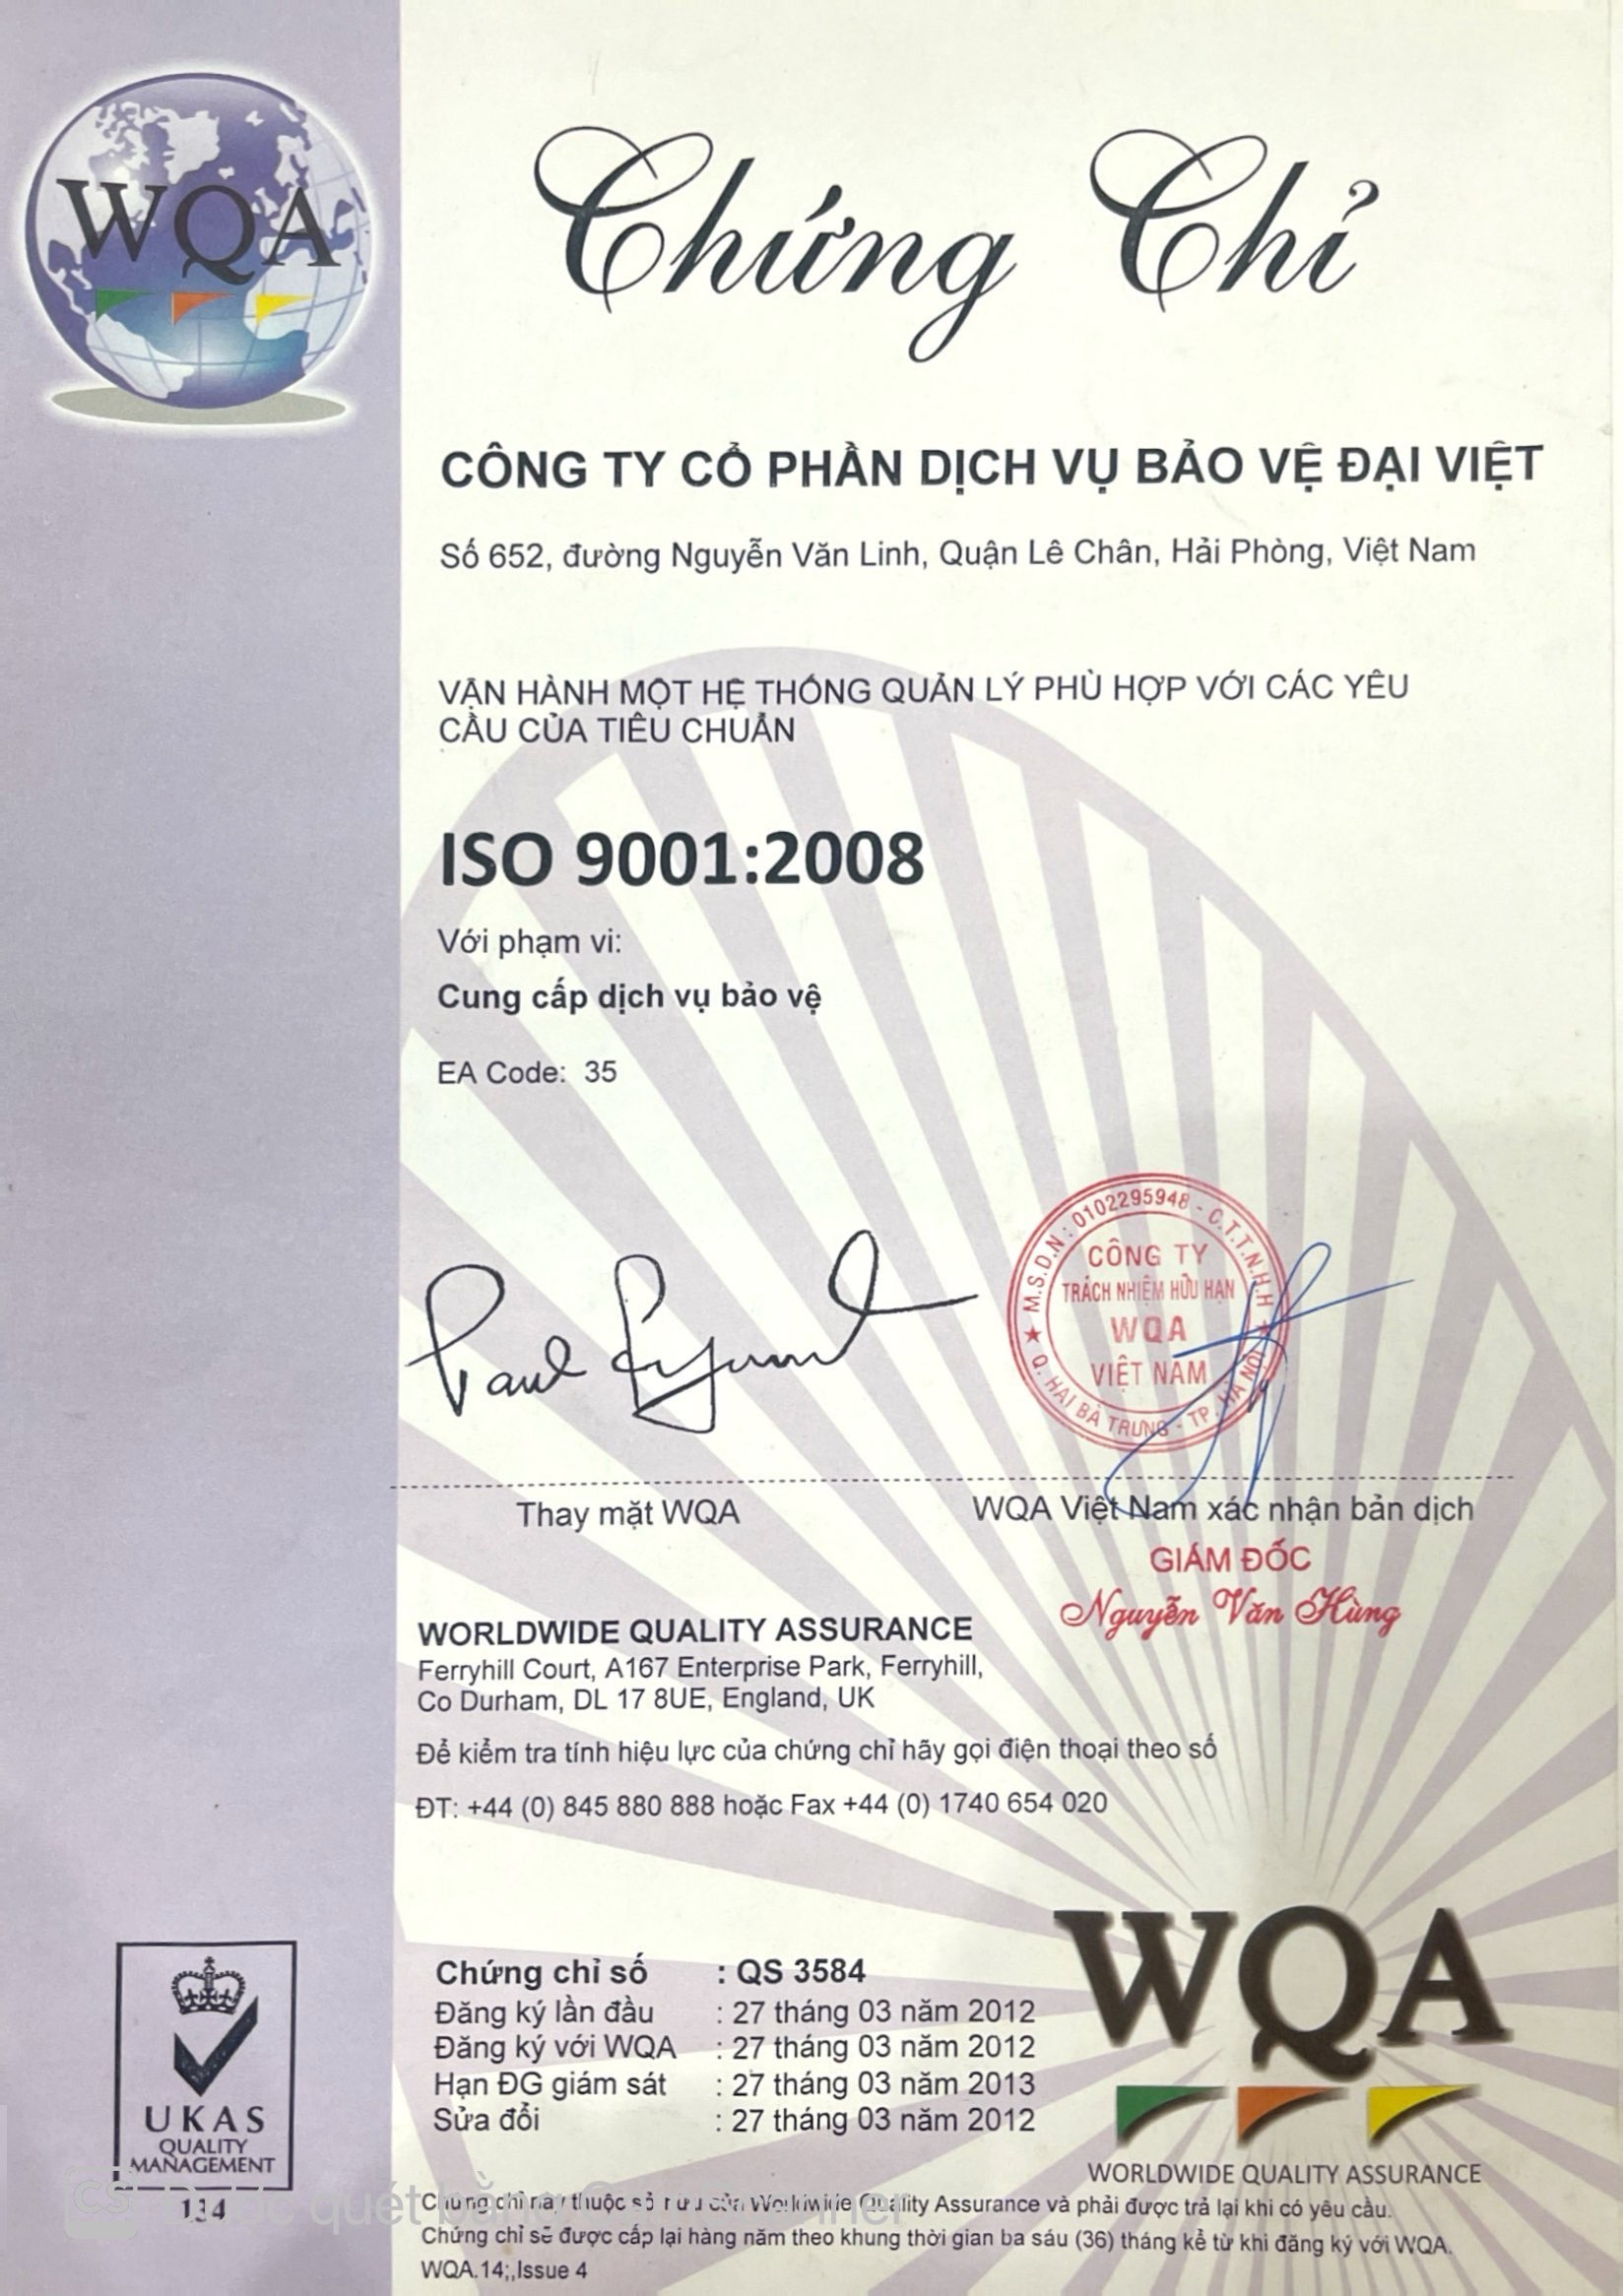 WQA
Chứng Chỉ
CÔNG TY CỔ PHẦN DỊCH VỤ BẢO VỆ ĐẠI VIỆT
Số 652, đường Nguyễn Văn Linh, Quận Lê Chân, Hải Phòng, Việt Nam
VẬN HÀNH MỘT HỆ THỐNG QUẢN LÝ PHÙ HỢP VỚI CÁC YÊU
CẦU CỦA TIÊU CHUẨN
ISO 9001:2008
Với phạm vi:
Cung cấp dịch vụ bảo vệ
EA Code: 35
M.S.D.N: 0102295948 - C.T.T.N.H.H
CÔNG TY
TRÁCH NHIỆM HỮU HẠN
WQA
VIỆT NAM
Q. HAI BÀ TRƯNG - TP. HÀ NỘI
Thay mặt WQA
WQA Việt Nam xác nhận bản dịch
GIÁM ĐỐC
Nguyễn Văn Hùng
WORLDWIDE QUALITY ASSURANCE
Ferryhill Court, A167 Enterprise Park, Ferryhill,
Co Durham, DL 17 8UE, England, UK
Để kiểm tra tính hiệu lực của chứng chỉ hãy gọi điện thoại theo số
ĐT: +44 (0) 845 880 888 hoặc Fax +44 (0) 1740 654 020
Chứng chỉ số : QS 3584
Đăng ký lần đầu : 27 tháng 03 năm 2012
Đăng ký với WQA : 27 tháng 03 năm 2012
Hạn ĐG giám sát : 27 tháng 03 năm 2013
Sửa đổi : 27 tháng 03 năm 2012
WQA
WORLDWIDE QUALITY ASSURANCE
UKAS
QUALITY
MANAGEMENT
134
CS
quét bằng
Chứng chỉ này thuộc sở hữu của Worldwide Quality Assurance và phải được trả lại khi có yêu cầu.
Chứng chỉ sẽ được cấp lại hàng năm theo khung thời gian ba sáu (36) tháng kể từ khi đăng ký với WQA.
WQA.14;,Issue 4